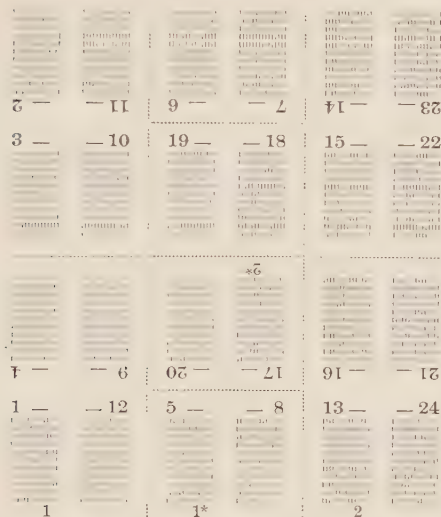 2 — — 11 6 — — 7 14 — — 23
3 — — 10 19 — — 18 15 — — 22
2*
4 — — 9 20 — — 17 16 — — 21
1 — — 12 5 — — 8 13 — — 24
1 1* 2